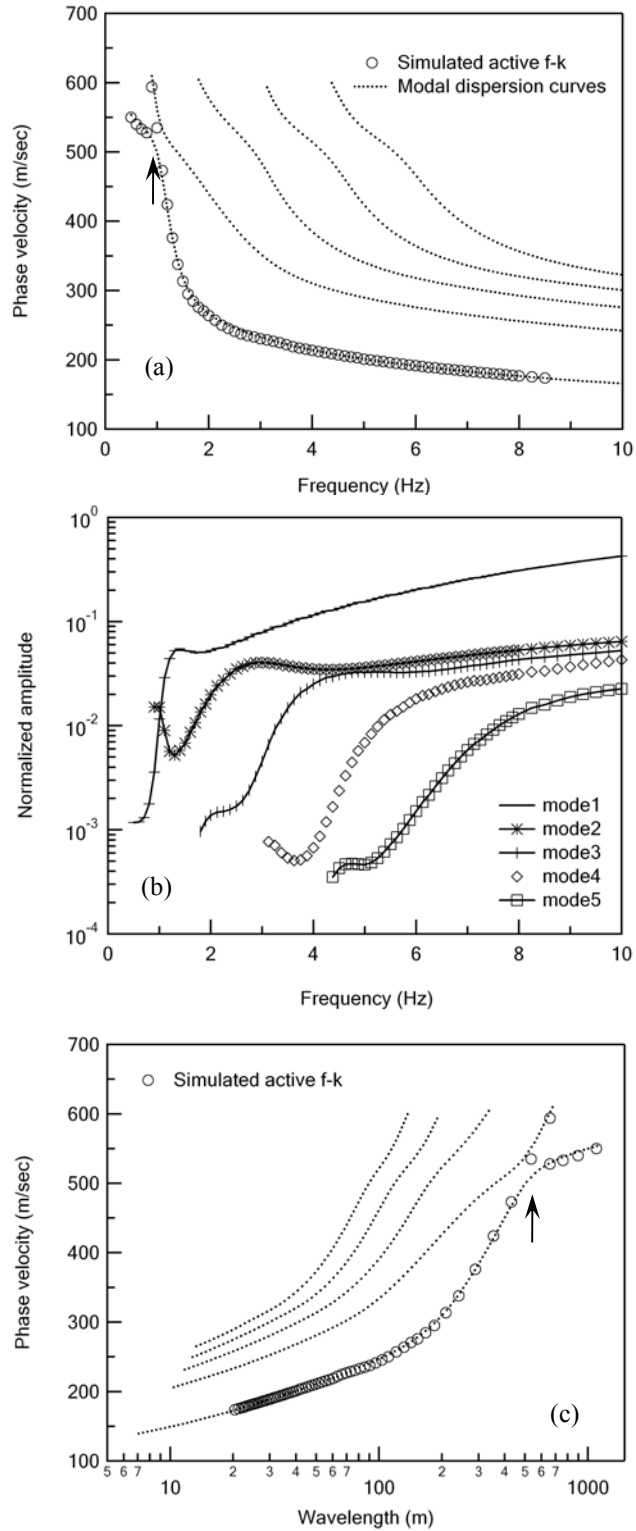 700
600
500
400
300
200
100
Phase velocity (m/sec)
Simulated active f-k
Modal dispersion curves
(a)
0 2 4 6 8 10
Frequency (Hz)
10^0
10^-1
10^-2
10^-3
10^-4
Normalized amplitude
mode1
mode2
mode3
mode4
mode5
(b)
0 2 4 6 8 10
Frequency (Hz)
700
600
500
400
300
200
100
Phase velocity (m/sec)
Simulated active f-k
(c)
5 6 7 10 2 3 4 5 6 7 100 2 3 4 5 6 7 1000
Wavelength (m)